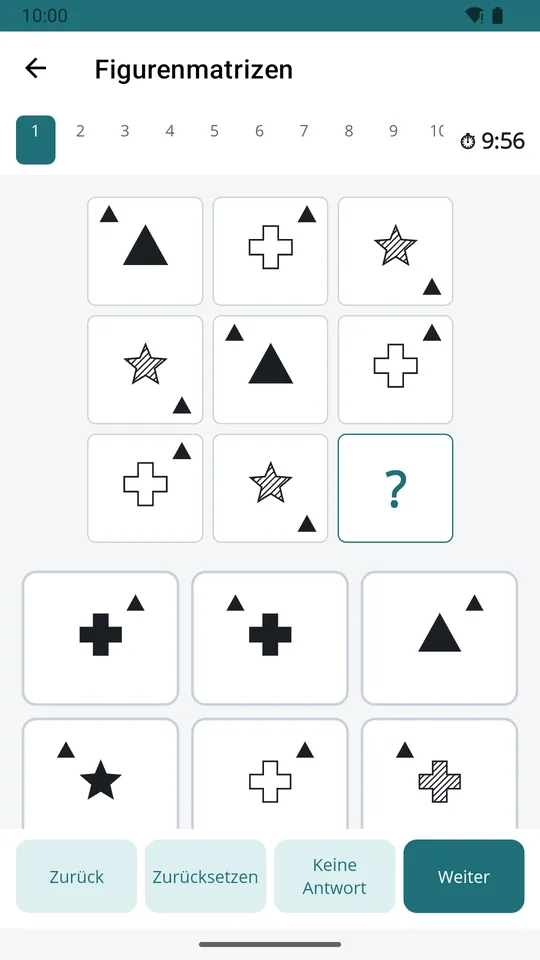 10:00
Figurenmatrizen
1 2 3 4 5 6 7 8 9 10
9:56
?
Zurück
Zurücksetzen
Keine
Antwort
Weiter